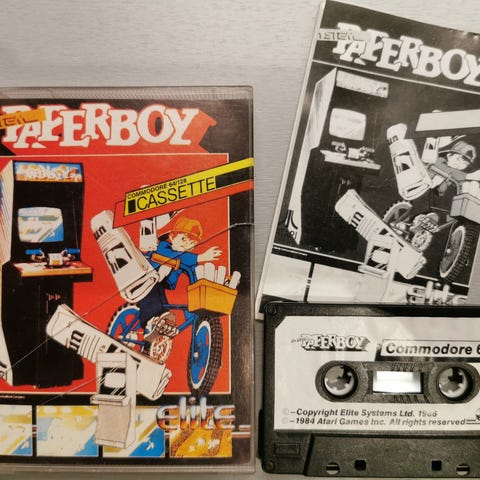 PAPERBOY
COMMODORE 64/128
CASSETTE
elite
STEM
PAPERBOY
elite
PAPERBOY
Commodore 6
©-Copyright Elite Systems Ltd. 1986
©-1984 Atari Games Inc. All rights reserved